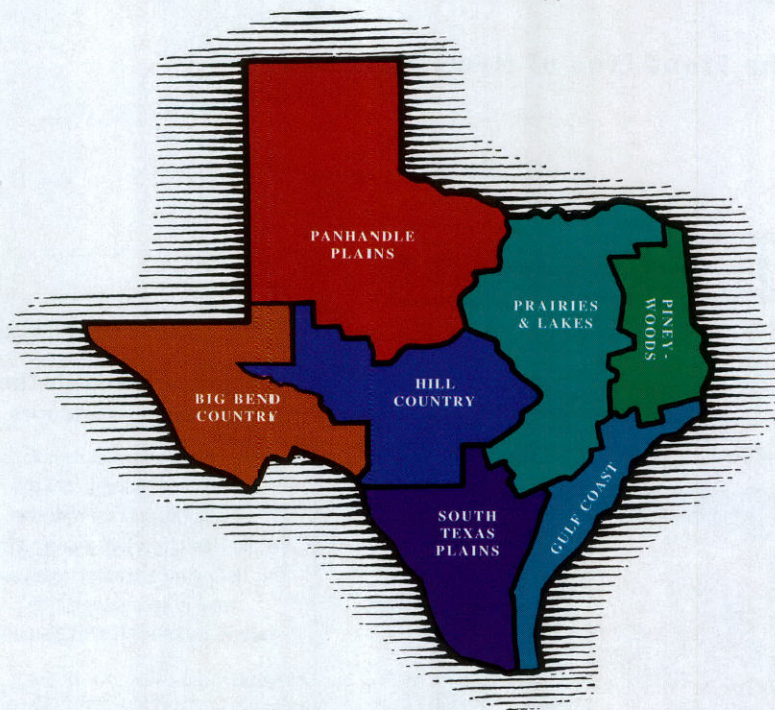 PANHANDLE
PLAINS
PRAIRIES
& LAKES
PINEY-
WOODS
HILL
COUNTRY
BIG BEND
COUNTRY
GULF COAST
SOUTH
TEXAS
PLAINS